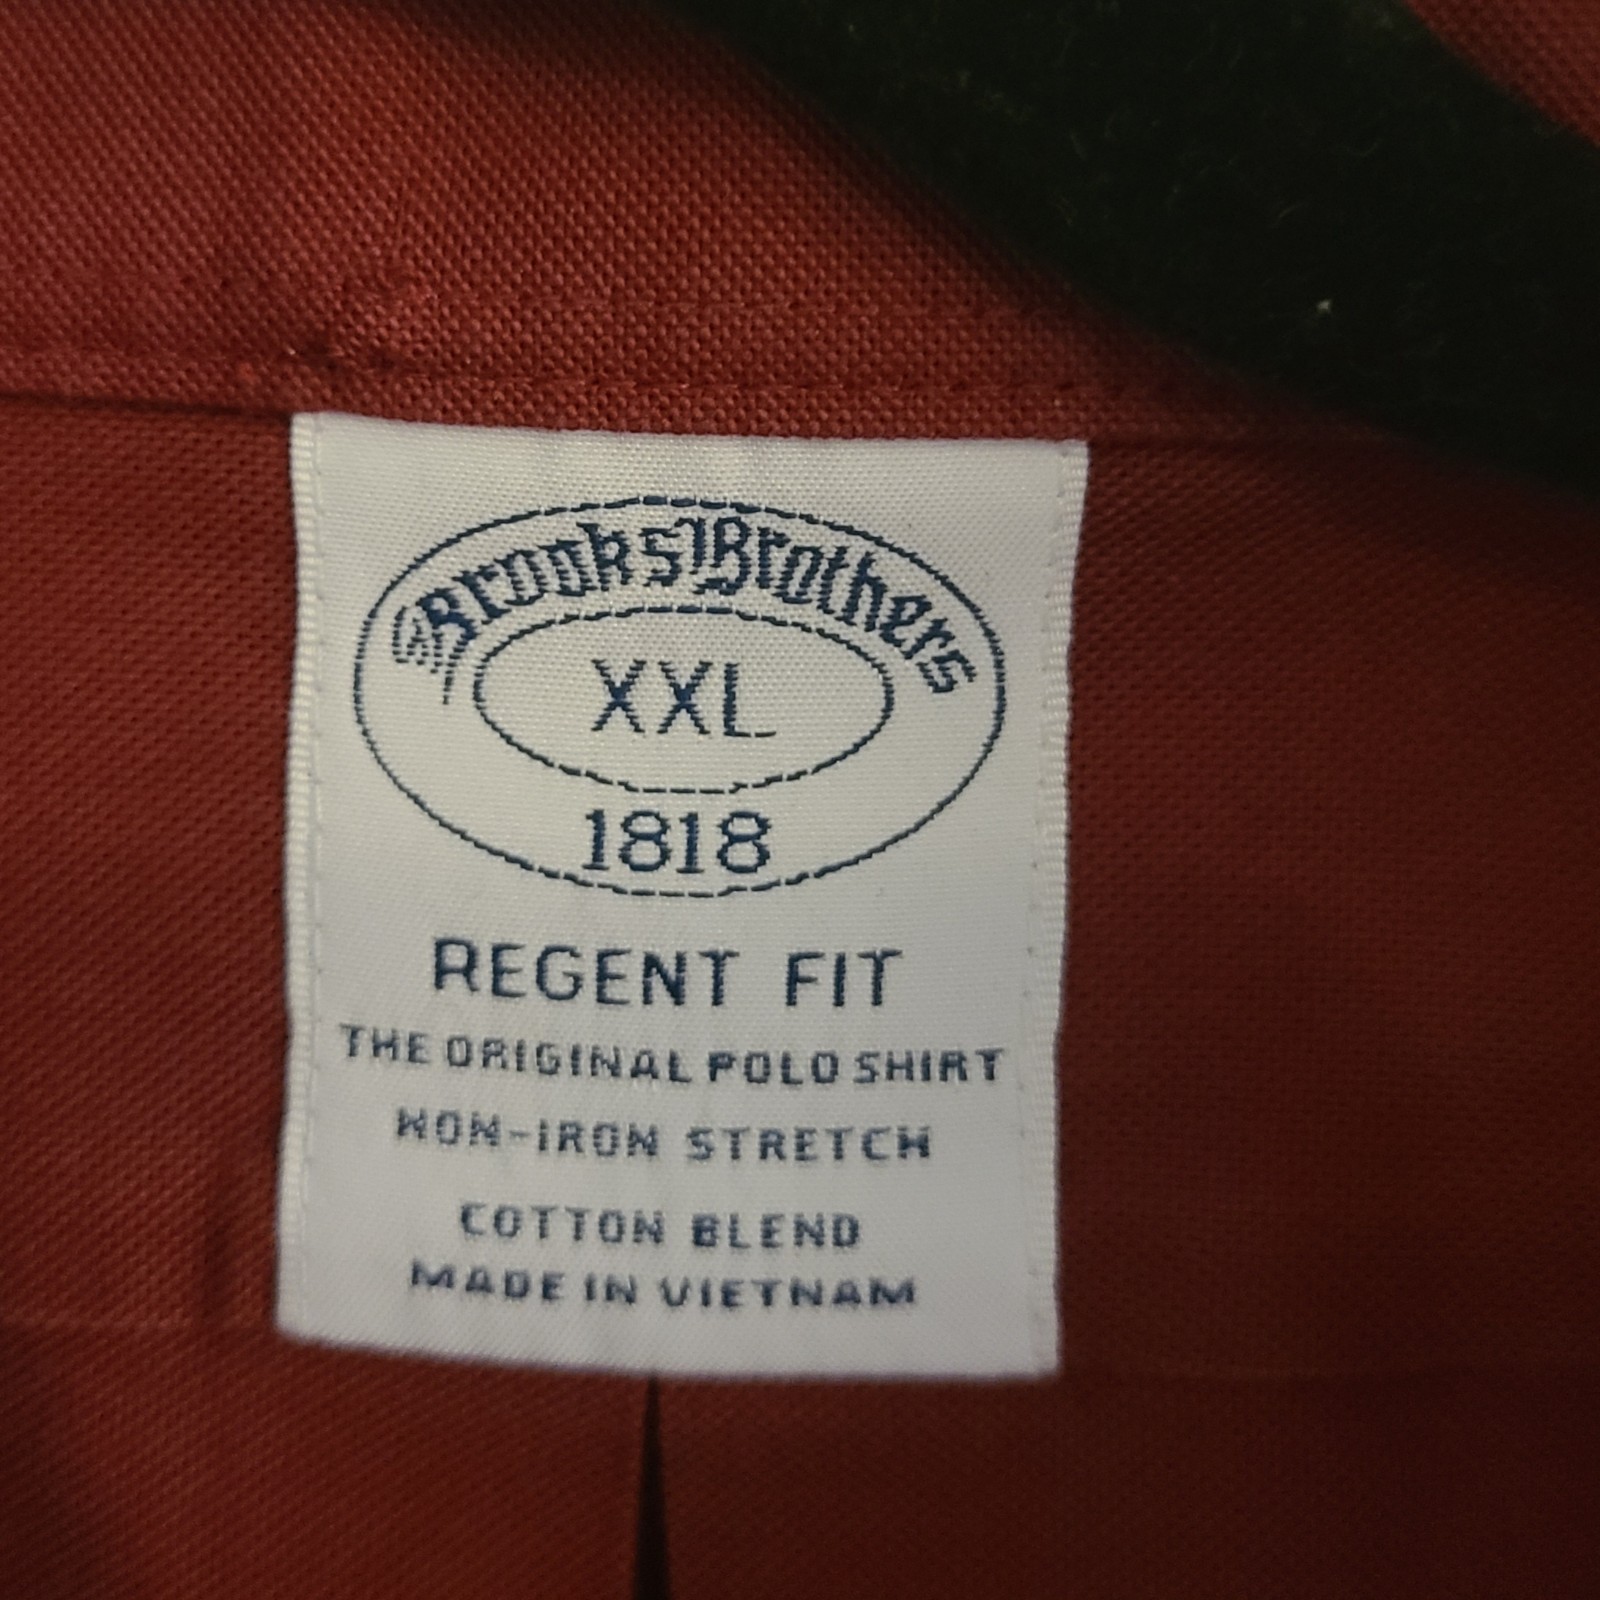 Brooks Brothers
XXL
1818
REGENT FIT
THE ORIGINAL POLO SHIRT
NON-IRON STRETCH
COTTON BLEND
MADE IN VIETNAM